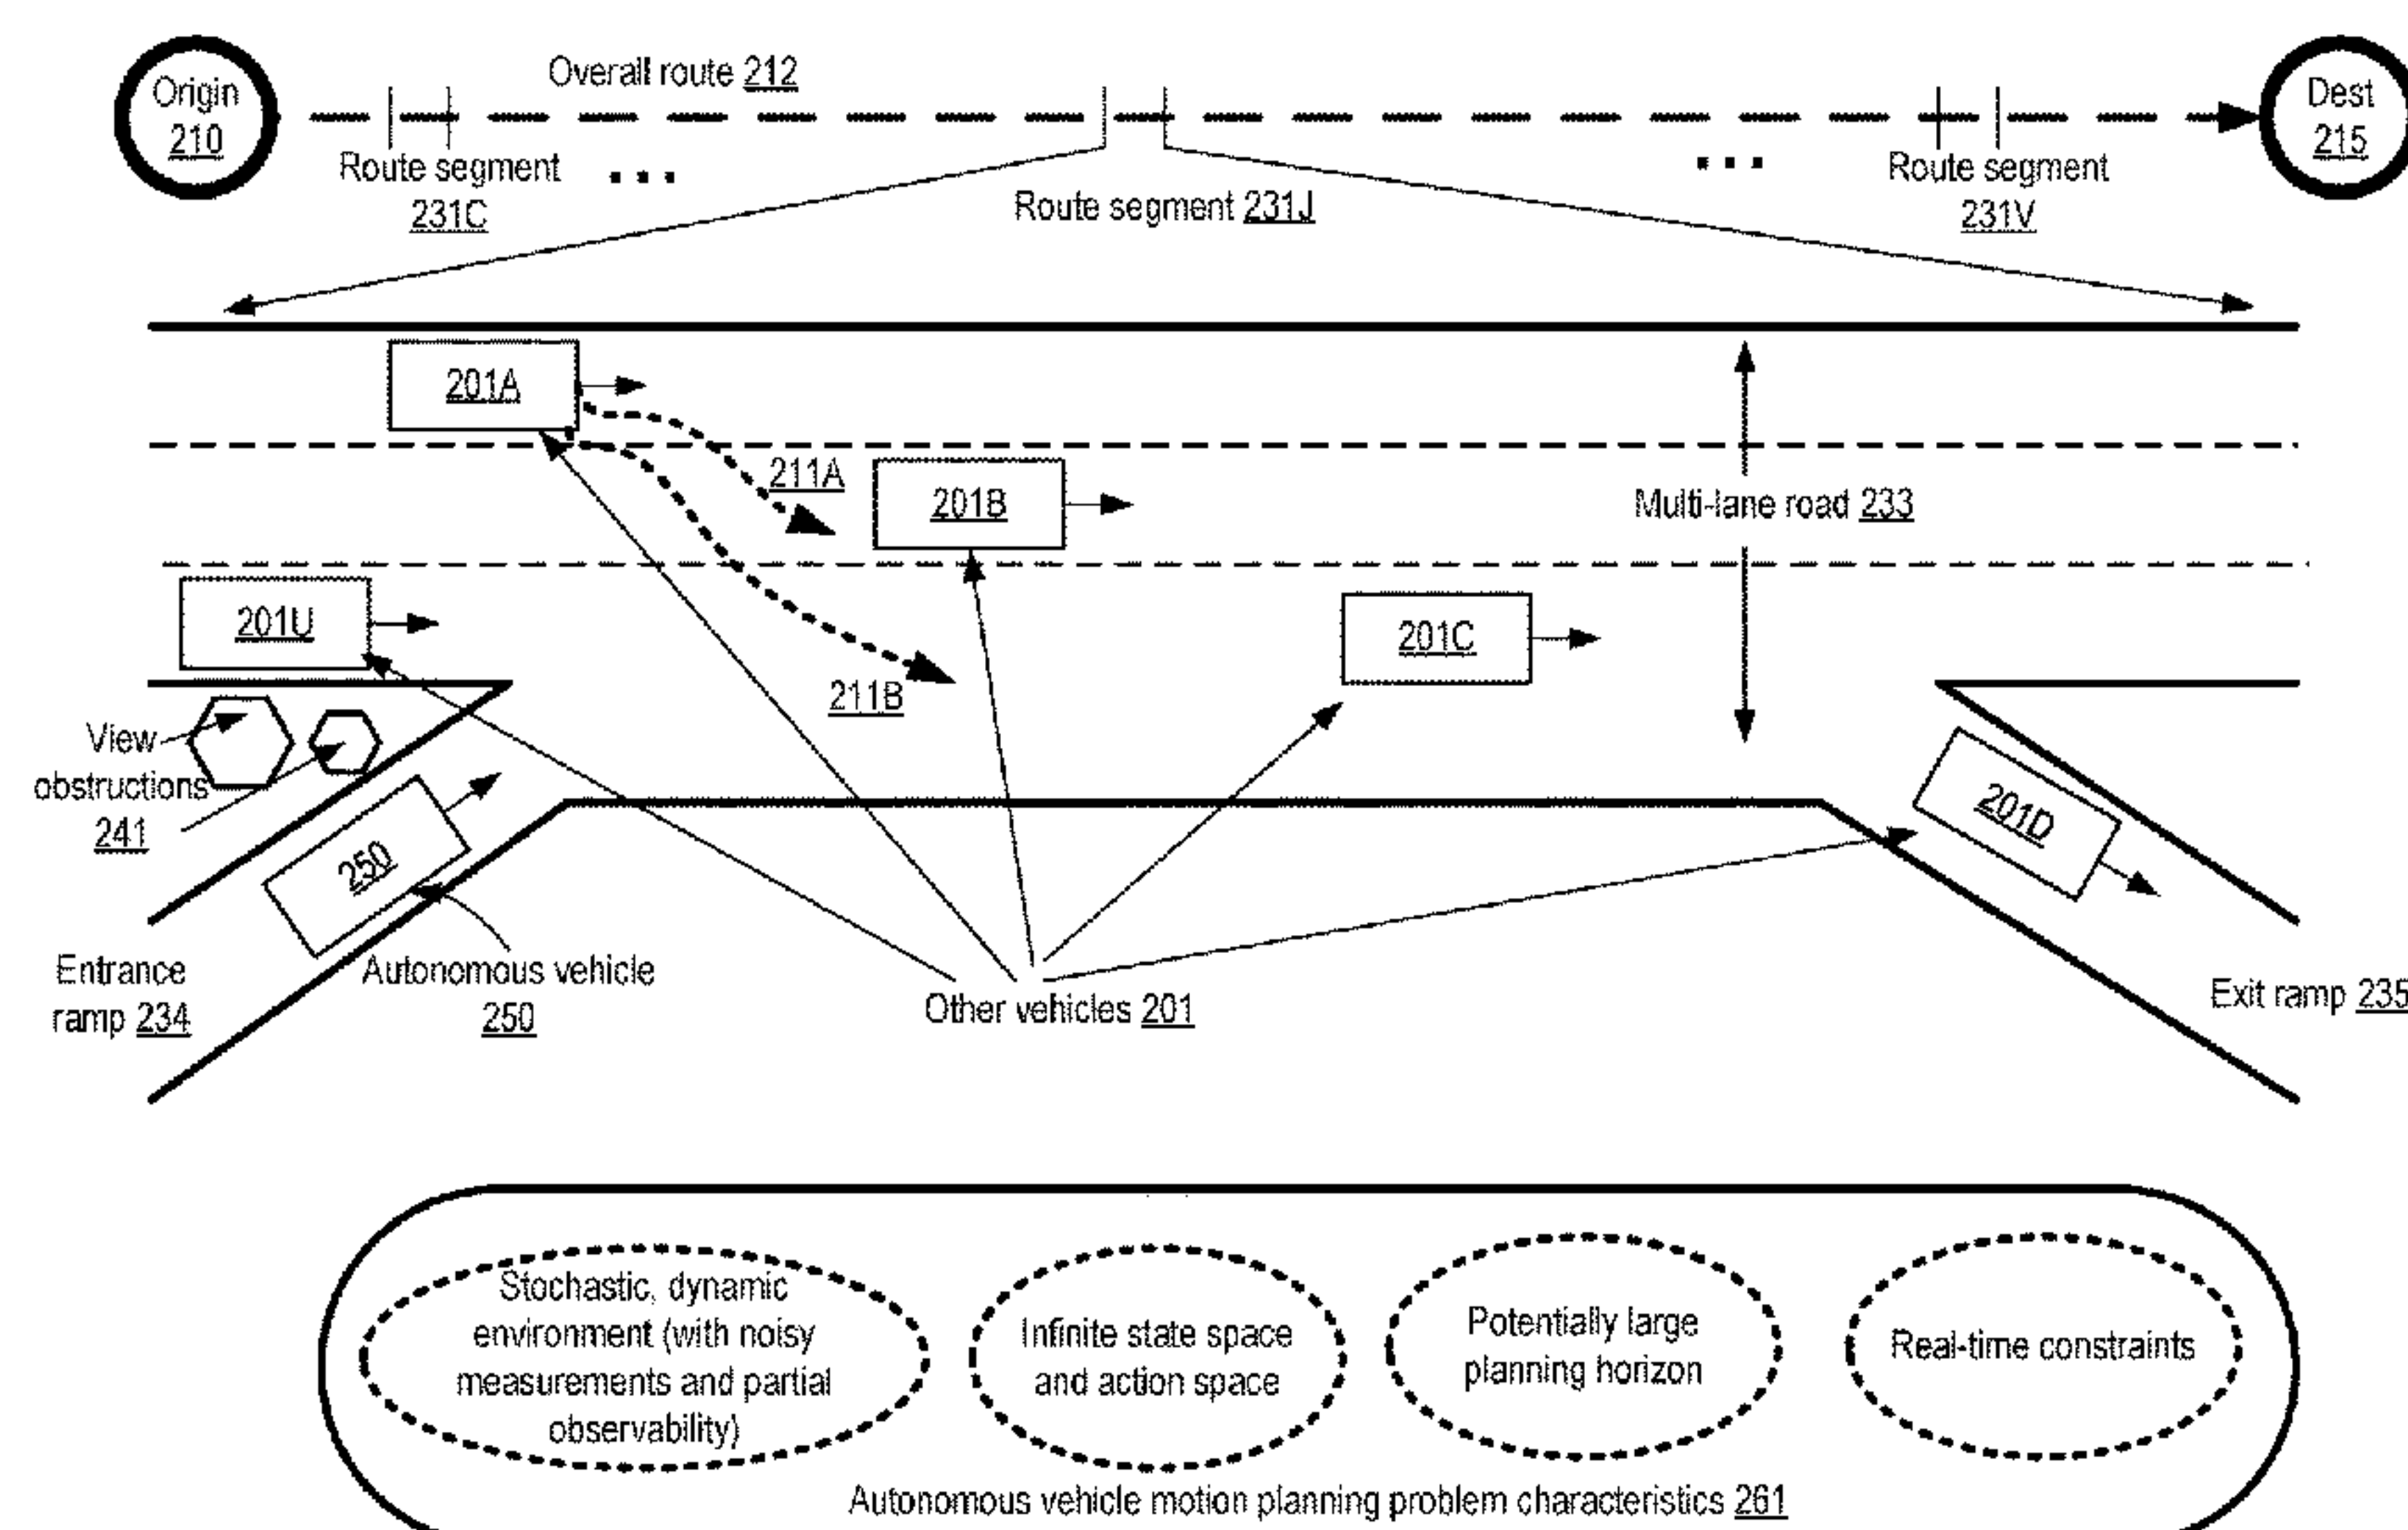 Overall route 212
Origin
210
Dest
215
Route segment
231C
...
Route segment 231J
...
Route segment
231V
201A
211A
201B
Multi-lane road 233
201U
201C
211B
View
obstructions
241
250
201D
Entrance
ramp 234
Autonomous vehicle
250
Other vehicles 201
Exit ramp 235
Stochastic, dynamic
environment (with noisy
measurements and partial
observability)
Infinite state space
and action space
Potentially large
planning horizon
Real-time constraints
Autonomous vehicle motion planning problem characteristics 261